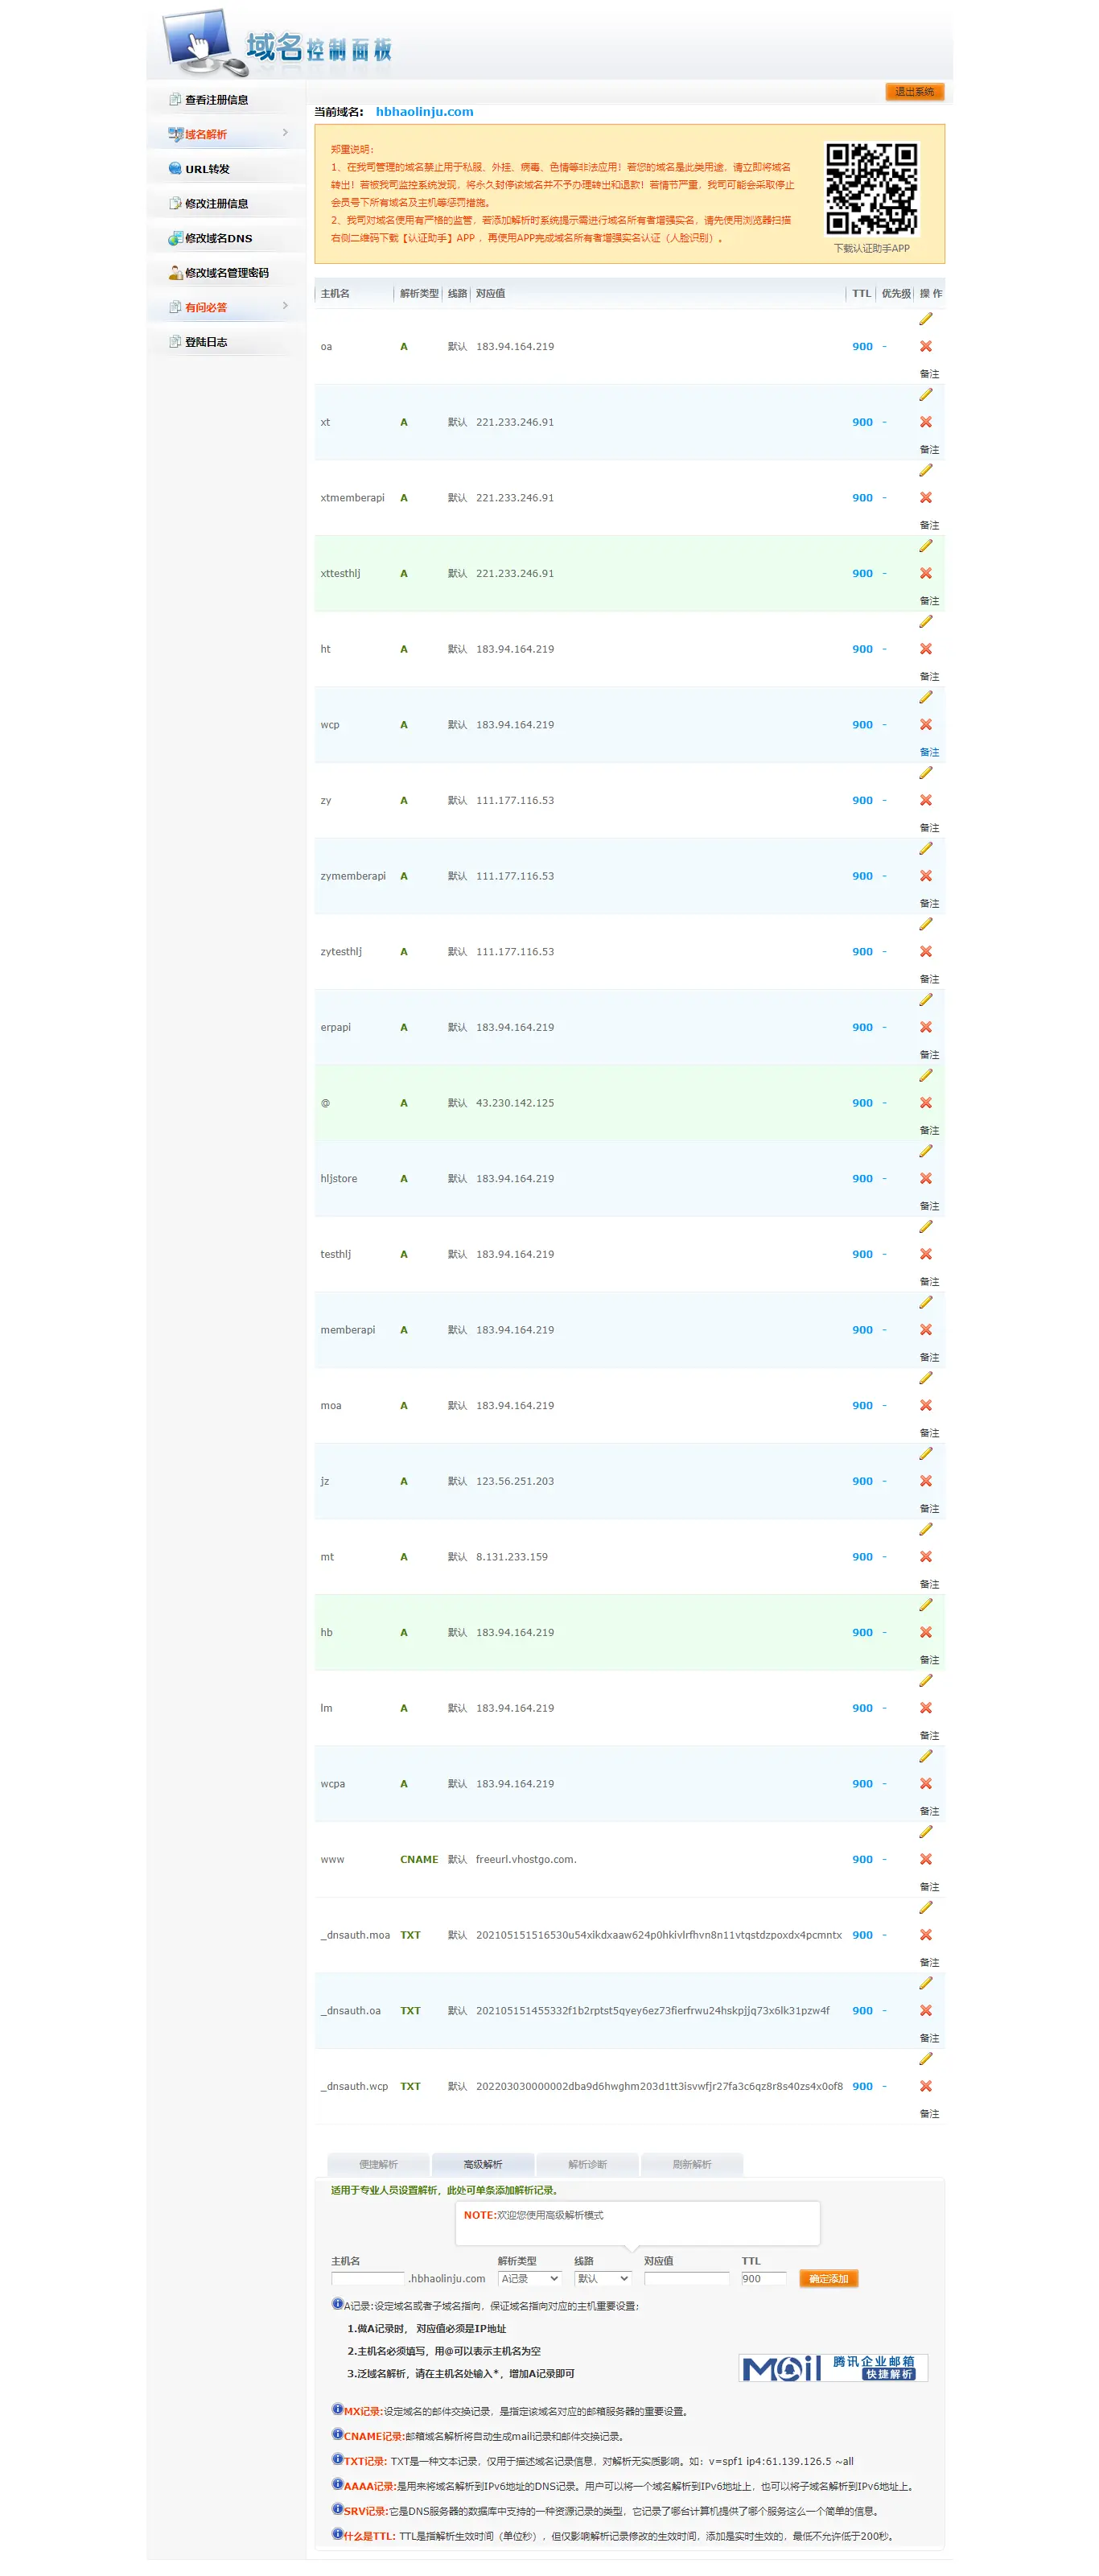 域名控制面板
退出系统
查看注册信息
域名解析
URL转发
修改注册信息
修改域名DNS
修改域名管理密码
有问必答
登陆日志
当前域名: hbhaolinju.com
郑重说明：
1、在我司管理的域名禁止用于私服、外挂、病毒、色情等非法应用！若您的域名是此类用途，请立即将域名
转出！若被我司监控系统发现，将永久封停该域名并不予办理转出和退款！若情节严重，我司可能会采取停止
会员号下所有域名及主机等惩罚措施。
2、我司对域名使用有严格的监管，若添加解析时系统提示需进行域名所有者增强实名，请先使用浏览器扫描
右侧二维码下载【认证助手】APP ，再使用APP完成域名所有者增强实名认证（人脸识别）。
下载认证助手APP
主机名 解析类型 线路 对应值 TTL 优先级 操 作
oa A 默认 183.94.164.219 900 -
备注
xt A 默认 221.233.246.91 900 -
备注
xtmemberapi A 默认 221.233.246.91 900 -
备注
xttesthlj A 默认 221.233.246.91 900 -
备注
ht A 默认 183.94.164.219 900 -
备注
wcp A 默认 183.94.164.219 900 -
备注
zy A 默认 111.177.116.53 900 -
备注
zymemberapi A 默认 111.177.116.53 900 -
备注
zytesthlj A 默认 111.177.116.53 900 -
备注
erpapi A 默认 183.94.164.219 900 -
备注
@ A 默认 43.230.142.125 900 -
备注
hljstore A 默认 183.94.164.219 900 -
备注
testhlj A 默认 183.94.164.219 900 -
备注
memberapi A 默认 183.94.164.219 900 -
备注
moa A 默认 183.94.164.219 900 -
备注
jz A 默认 123.56.251.203 900 -
备注
mt A 默认 8.131.233.159 900 -
备注
hb A 默认 183.94.164.219 900 -
备注
lm A 默认 183.94.164.219 900 -
备注
wcpa A 默认 183.94.164.219 900 -
备注
www CNAME 默认 freeurl.vhostgo.com. 900 -
备注
_dnsauth.moa TXT 默认 202105151516530u54xikdxaaw624p0hkivlrfhvn8n11vtqstdzpoxdx4pcmntx 900 -
备注
_dnsauth.oa TXT 默认 202105151455332f1b2rptst5qyey6ez73fierfrwu24hskpjjq73x6lk31pzw4f 900 -
备注
_dnsauth.wcp TXT 默认 202203030000002dba9d6hwghm203d1tt3isvwfjr27fa3c6qz8r8s40zs4x0of8 900 -
备注
便捷解析 高级解析 解析诊断 刷新解析
适用于专业人员设置解析，此处可单条添加解析记录。
NOTE:欢迎您使用高级解析模式
主机名 解析类型 线路 对应值 TTL
.hbhaolinju.com A记录 默认 900 确定添加
A记录:设定域名或者子域名指向，保证域名指向对应的主机重要设置；
1.做A记录时， 对应值必须是IP地址
2.主机名必须填写，用@可以表示主机名为空
3.泛域名解析，请在主机名处输入*，增加A记录即可
Mail 腾讯企业邮箱
快捷解析
MX记录:设定域名的邮件交换记录，是指定该域名对应的邮箱服务器的重要设置。
CNAME记录:邮箱域名解析将自动生成mail记录和邮件交换记录。
TXT记录: TXT是一种文本记录，仅用于描述域名记录信息，对解析无实质影响。如：v=spf1 ip4:61.139.126.5 ~all
AAAA记录:是用来将域名解析到IPv6地址的DNS记录。用户可以将一个域名解析到IPv6地址上，也可以将子域名解析到IPv6地址上。
SRV记录:它是DNS服务器的数据库中支持的一种资源记录的类型，它记录了哪台计算机提供了哪个服务这么一个简单的信息。
什么是TTL: TTL是指解析生效时间（单位秒），但仅影响解析记录修改的生效时间，添加是实时生效的，最低不允许低于200秒。